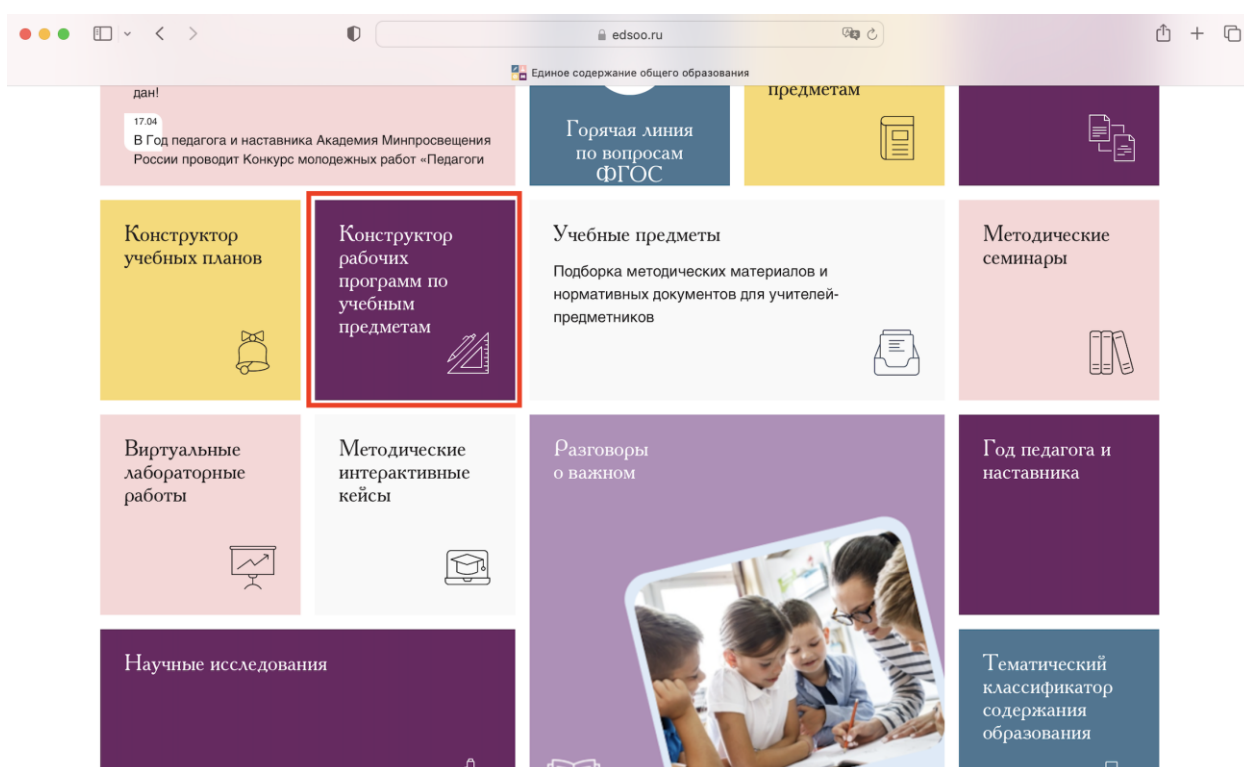 edsoo.ru
Единое содержание общего образования
дан!
17.04
В Год педагога и наставника Академия Минпросвещения
России проводит Конкурс молодежных работ «Педагоги
Горячая линия
по вопросам
ФГОС
предметам
Конструктор
учебных планов
Конструктор
рабочих
программ по
учебным
предметам
Учебные предметы
Подборка методических материалов и
нормативных документов для учителей-
предметников
Методические
семинары
Виртуальные
лабораторные
работы
Методические
интерактивные
кейсы
Разговоры
о важном
Год педагога и
наставника
Научные исследования
Тематический
классификатор
содержания
образования